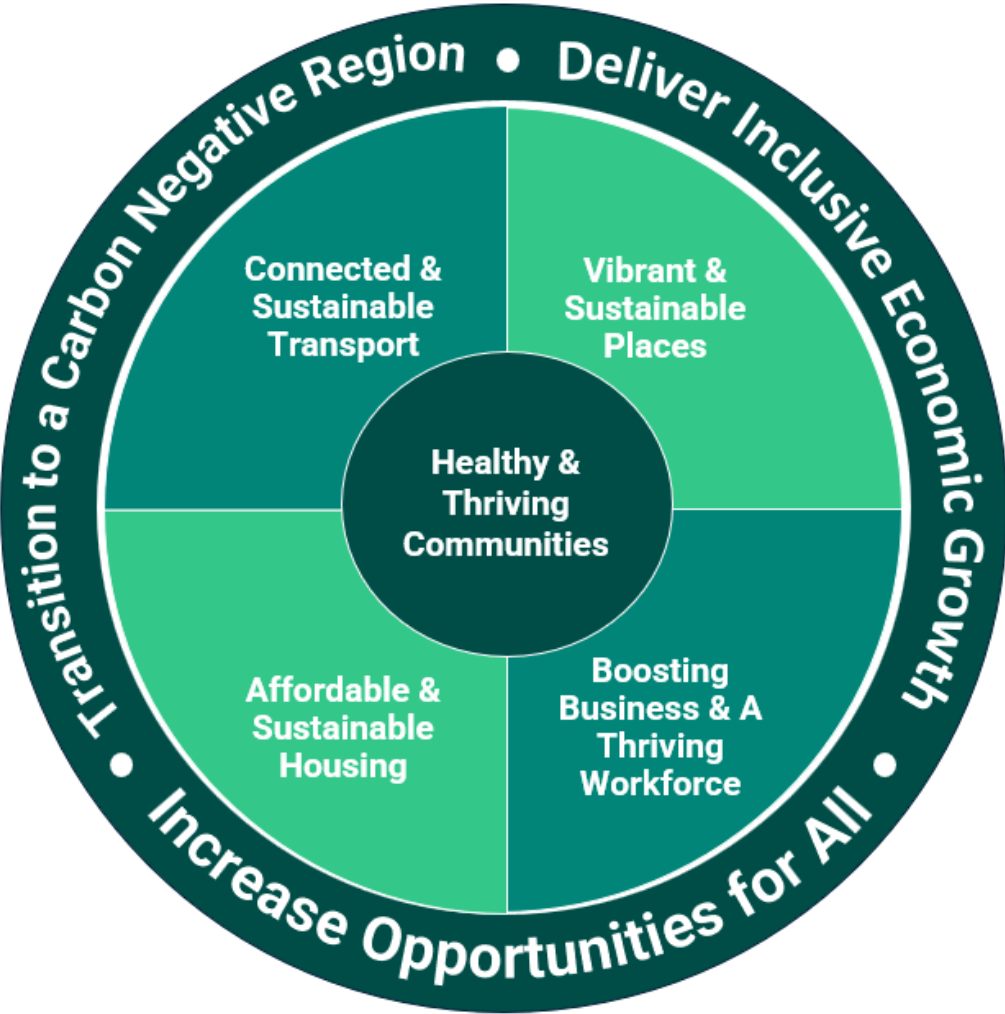 Transition to a Carbon Negative Region • Deliver Inclusive Economic Growth • Increase Opportunities for All •
Connected &
Sustainable
Transport
Vibrant &
Sustainable
Places
Healthy &
Thriving
Communities
Affordable &
Sustainable
Housing
Boosting
Business & A
Thriving
Workforce